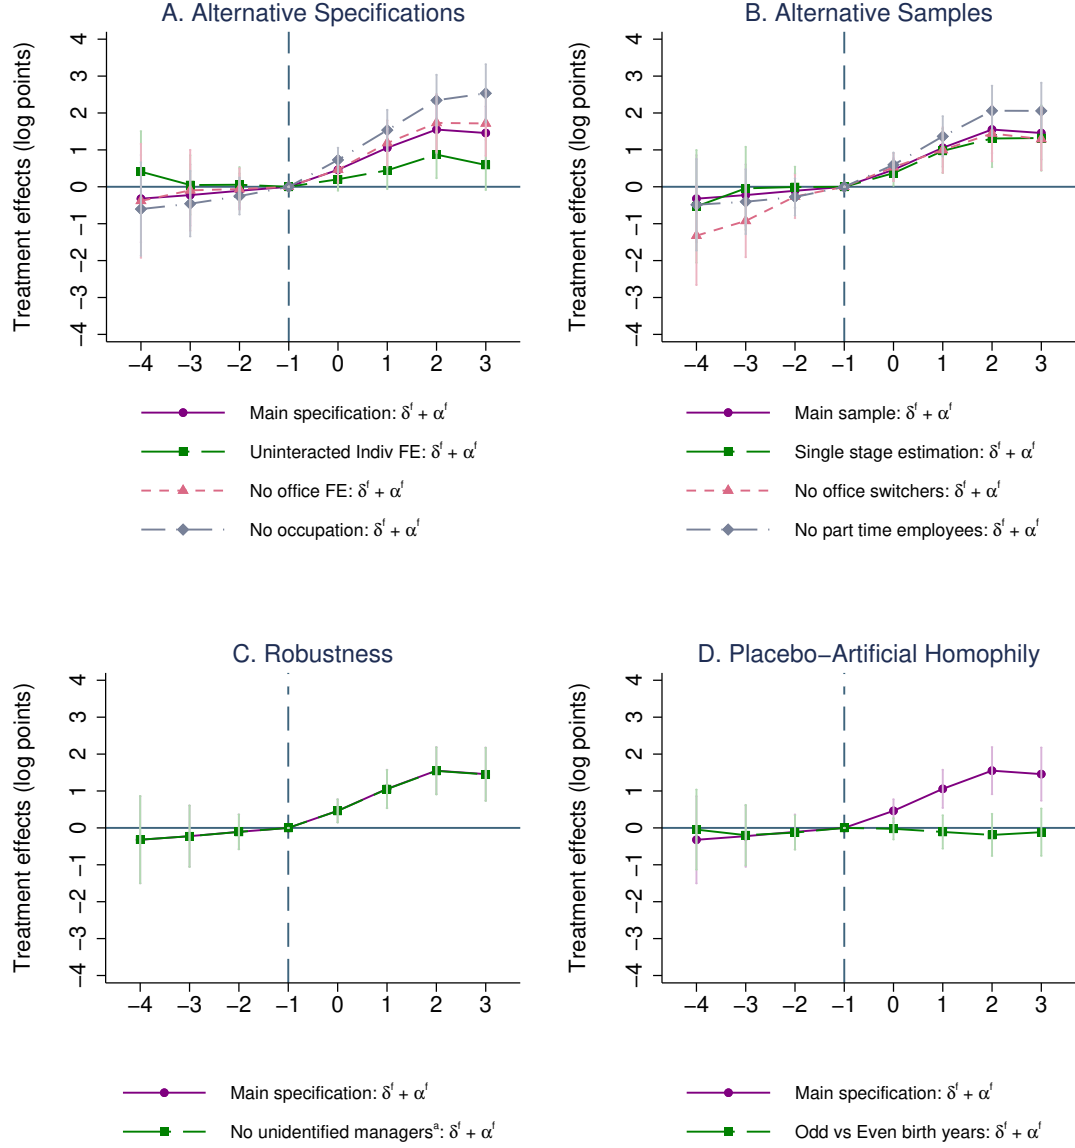 A. Alternative Specifications
Treatment effects (log points)
4
3
2
1
0
−1
−2
−3
−4
−4 −3 −2 −1 0 1 2 3
Main specification: δᶠ + αᶠ
Uninteracted Indiv FE: δᶠ + αᶠ
No office FE: δᶠ + αᶠ
No occupation: δᶠ + αᶠ
B. Alternative Samples
Treatment effects (log points)
4
3
2
1
0
−1
−2
−3
−4
−4 −3 −2 −1 0 1 2 3
Main sample: δᶠ + αᶠ
Single stage estimation: δᶠ + αᶠ
No office switchers: δᶠ + αᶠ
No part time employees: δᶠ + αᶠ
C. Robustness
Treatment effects (log points)
4
3
2
1
0
−1
−2
−3
−4
−4 −3 −2 −1 0 1 2 3
Main specification: δᶠ + αᶠ
No unidentified managersᵃ: δᶠ + αᶠ
D. Placebo−Artificial Homophily
Treatment effects (log points)
4
3
2
1
0
−1
−2
−3
−4
−4 −3 −2 −1 0 1 2 3
Main specification: δᶠ + αᶠ
Odd vs Even birth years: δᶠ + αᶠ